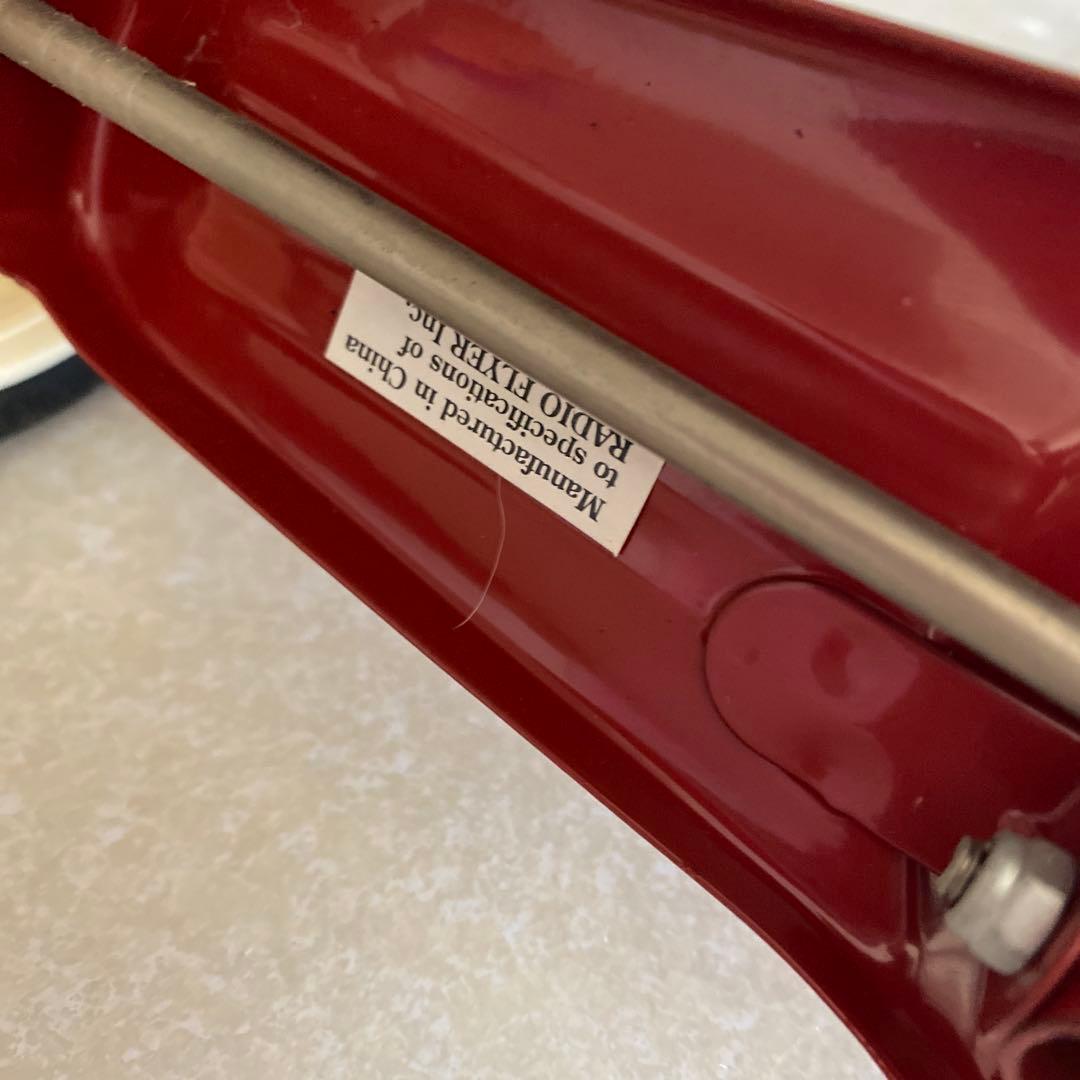 Manufactured in China
to specifications of
RADIO FLYER Inc.